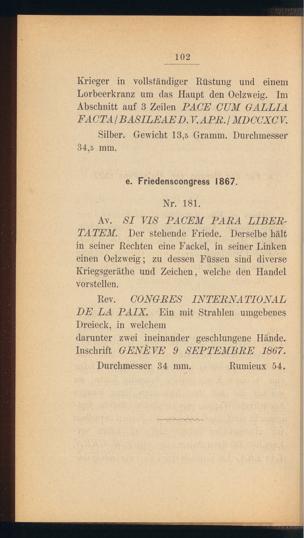 102
Krieger in vollständiger Rüstung und einem
Lorbeerkranz um das Haupt den Oelzweig. Im
Abschnitt auf 3 Zeilen PACE CUM GALLIA
FACTA/ BASILEAE D. V. APR./ MDCCXCV.
Silber. Gewicht 13,5 Gramm. Durchmesser
34,5 mm.
e. Friedenscongress 1867.
Nr. 181.
Av. SI VIS PACEM PARA LIBER-
TATEM. Der stehende Friede. Derselbe hält
in seiner Rechten eine Fackel, in seiner Linken
einen Oelzweig; zu dessen Füssen sind diverse
Kriegsgeräthe und Zeichen, welche den Handel
vorstellen.
Rev. CONGRES INTERNATIONAL
DE LA PAIX. Ein mit Strahlen umgebenes
Dreieck, in welchem
darunter zwei ineinander geschlungene Hände.
Inschrift GENÈVE 9 SEPTEMBRE 1867.
Durchmesser 34 mm. Rumieux 54.